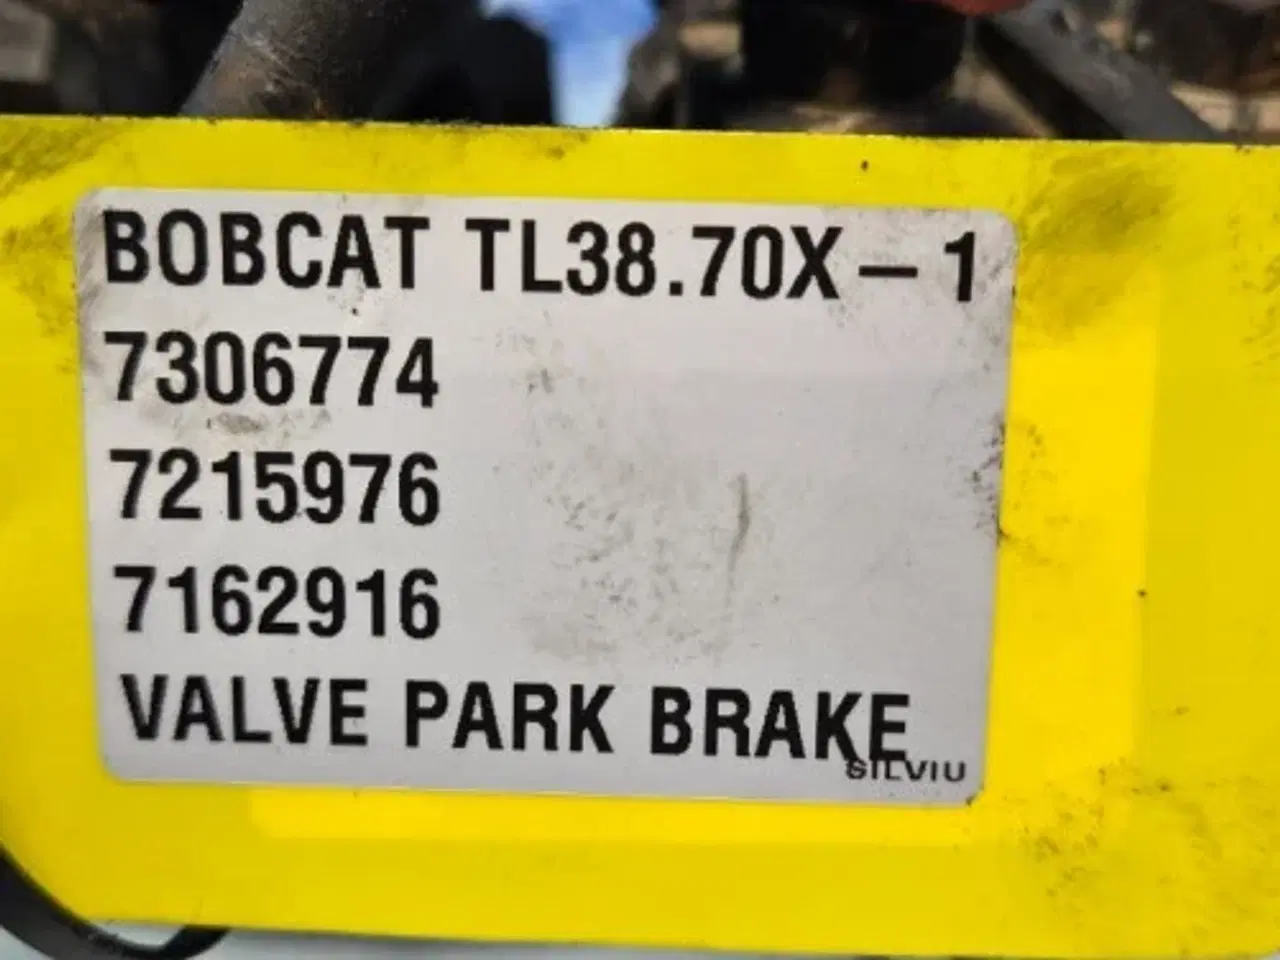 BOBCAT TL38.70X – 1
7306774
7215976
7162916
VALVE PARK BRAKE
SILVIU